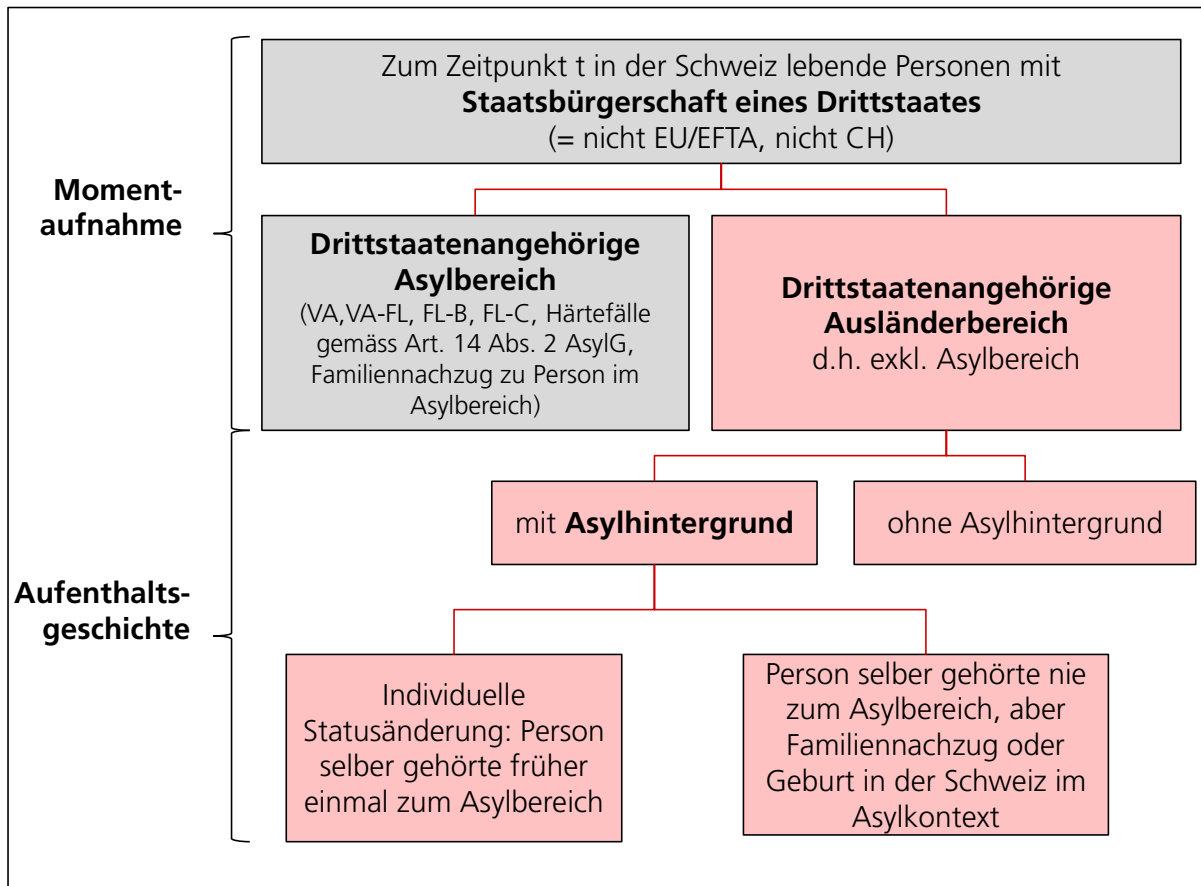 Zum Zeitpunkt t in der Schweiz lebende Personen mit
Staatsbürgerschaft eines Drittstaates
(= nicht EU/EFTA, nicht CH)
Moment-
aufnahme
Drittstaatenangehörige
Asylbereich
(VA,VA-FL, FL-B, FL-C, Härtefälle
gemäss Art. 14 Abs. 2 AsylG,
Familiennachzug zu Person im
Asylbereich)
Drittstaatenangehörige
Ausländerbereich
d.h. exkl. Asylbereich
mit Asylhintergrund
ohne Asylhintergrund
Aufenthalts-
geschichte
Individuelle
Statusänderung: Person
selber gehörte früher
einmal zum Asylbereich
Person selber gehörte nie
zum Asylbereich, aber
Familiennachzug oder
Geburt in der Schweiz im
Asylkontext